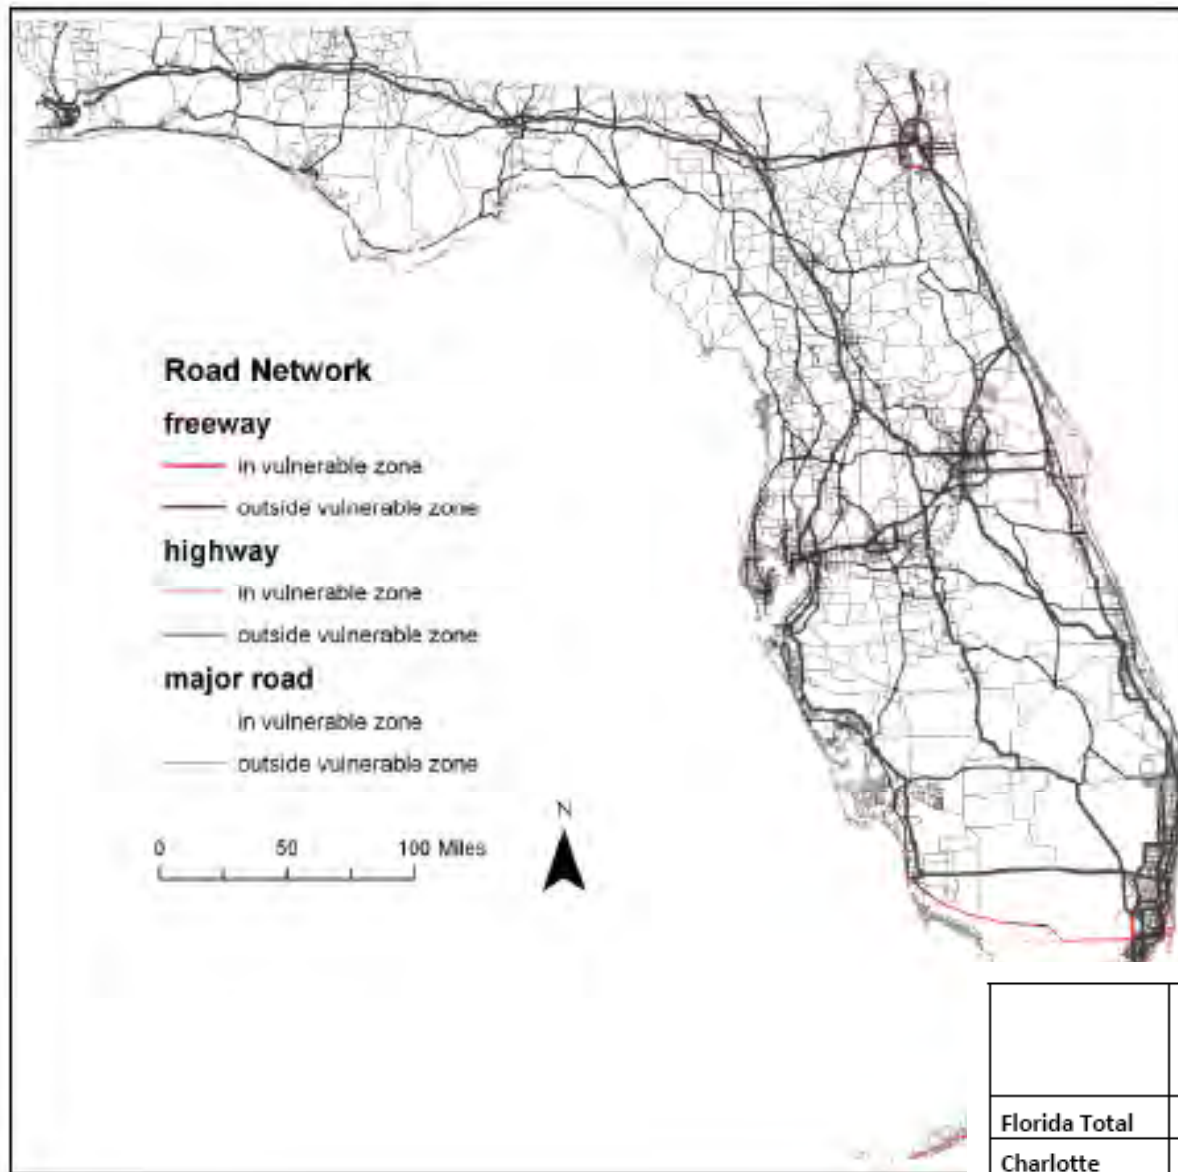 Road Network
freeway
in vulnerable zone
outside vulnerable zone
highway
in vulnerable zone
outside vulnerable zone
major road
in vulnerable zone
outside vulnerable zone
0 50 100 Miles
N
Florida Total
Charlotte